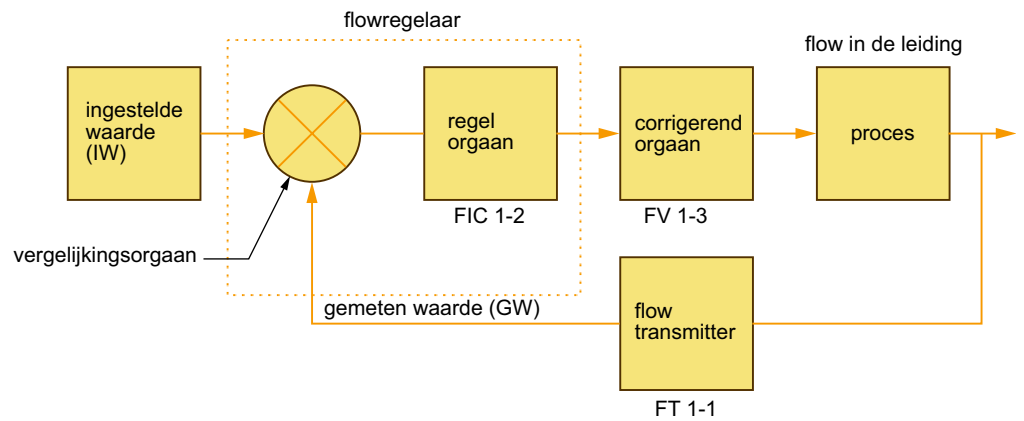 flowregelaar
flow in de leiding
ingestelde
waarde
(IW)
regel
orgaan
corrigerend
orgaan
proces
FIC 1-2
FV 1-3
vergelijkingsorgaan
gemeten waarde (GW)
flow
transmitter
FT 1-1